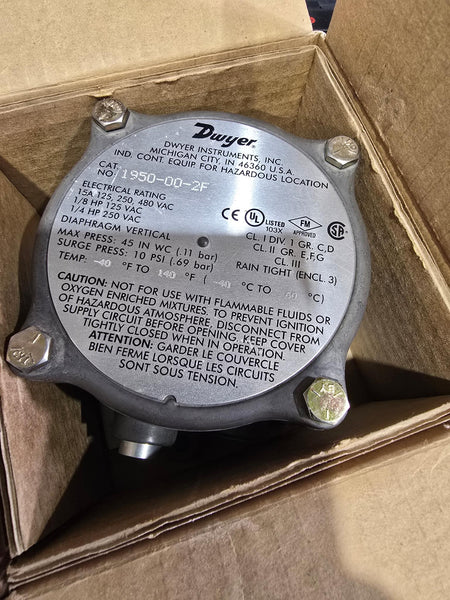 Dwyer
DWYER INSTRUMENTS, INC.
MICHIGAN CITY, IN 46360 U.S.A.
IND. CONT. EQUIP. FOR HAZARDOUS LOCATION
CAT. NO. 1950-00-2F
ELECTRICAL RATING
15A 125, 250, 480 VAC
1/8 HP 125 VAC
1/4 HP 250 VAC
CE UL LISTED 103X FM APPROVED SA
CL. I DIV. 1 GR. C,D
CL. II GR. E,F,G
CL. III
RAIN TIGHT (ENCL. 3)
DIAPHRAGM VERTICAL
MAX PRESS: 45 IN WC (.11 bar)
SURGE PRESS: 10 PSI (.69 bar)
TEMP: -40 °F TO 140 °F ( -40 °C TO 60 °C)
CAUTION: NOT FOR USE WITH FLAMMABLE FLUIDS OR
OXYGEN ENRICHED MIXTURES. TO PREVENT IGNITION
OF HAZARDOUS ATMOSPHERE, DISCONNECT FROM
SUPPLY CIRCUIT BEFORE OPENING. KEEP COVER
TIGHTLY CLOSED WHEN IN OPERATION.
ATTENTION: GARDER LE COUVERCLE
BIEN FERME LORSQUE LES CIRCUITS
SONT SOUS TENSION.